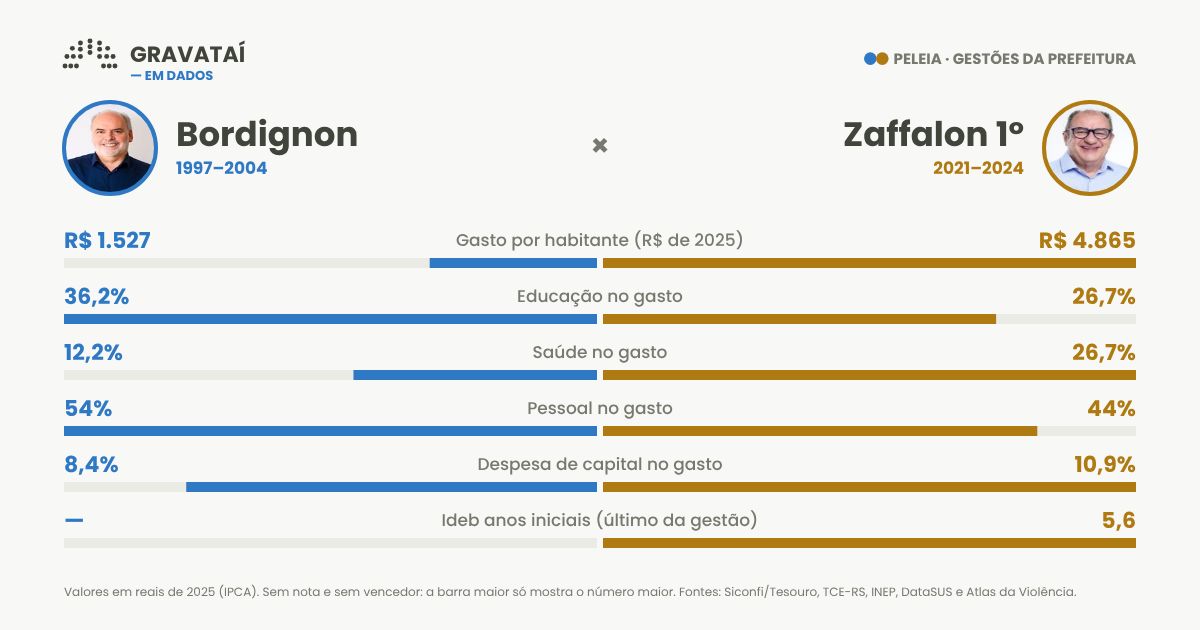 GRAVATAÍ
— EM DADOS
PELEIA · GESTÕES DA PREFEITURA
Bordignon
1997–2004
×
Zaffalon 1º
2021–2024
R$ 1.527
Gasto por habitante (R$ de 2025)
R$ 4.865
36,2%
Educação no gasto
26,7%
12,2%
Saúde no gasto
26,7%
54%
Pessoal no gasto
44%
8,4%
Despesa de capital no gasto
10,9%
—
Ideb anos iniciais (último da gestão)
5,6
Valores em reais de 2025 (IPCA). Sem nota e sem vencedor: a barra maior só mostra o número maior. Fontes: Siconfi/Tesouro, TCE-RS, INEP, DataSUS e Atlas da Violência.